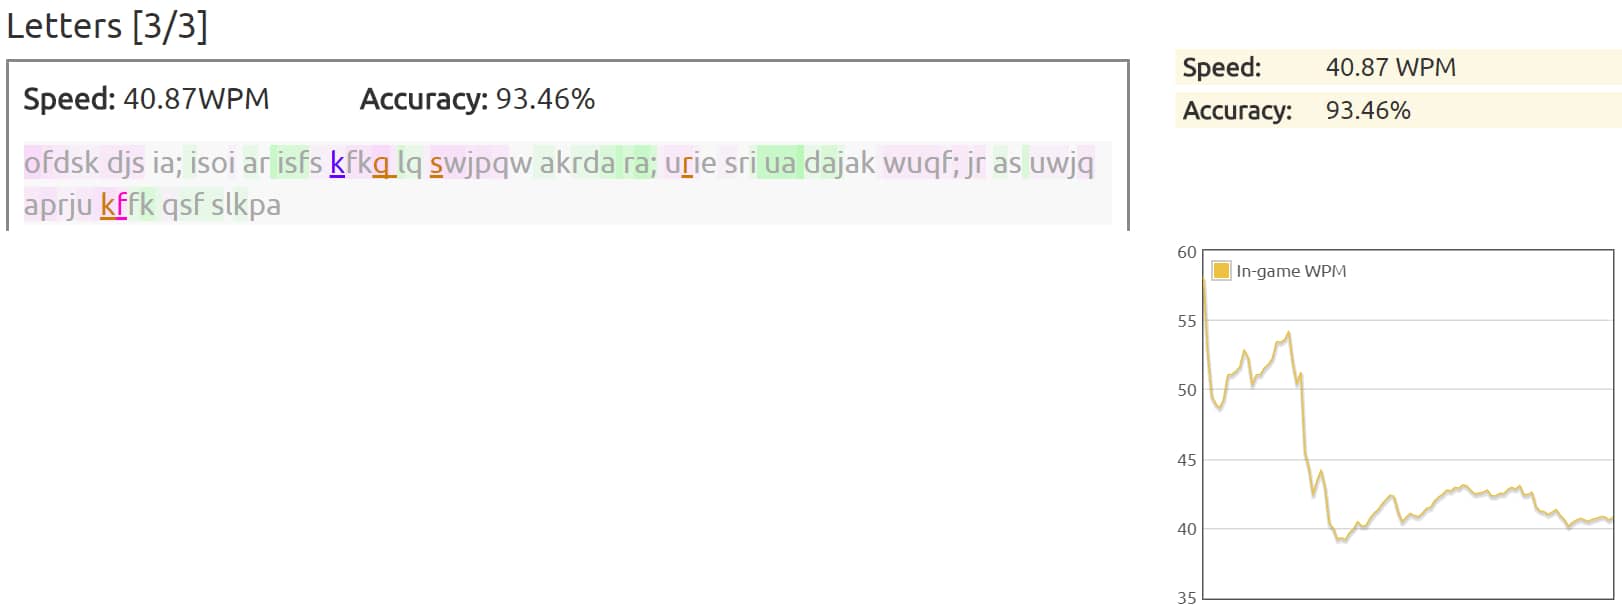 Letters [3/3]
Speed: 40.87WPM Accuracy: 93.46%
ofdsk djs ia; isoi ar isfs kfkq lq swjpqw akrda ra; urie sri ua dajak wuqf; jr as uwjq
aprju kffk qsf slkpa
Speed: 40.87 WPM
Accuracy: 93.46%
In-game WPM
60
55
50
45
40
35